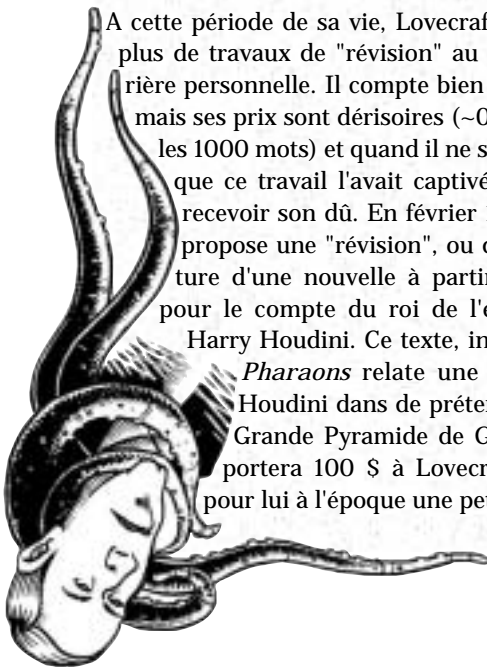 A cette période de sa vie, Lovecraf
plus de travaux de "révision" au
rière personnelle. Il compte bien
mais ses prix sont dérisoires (~0
les 1000 mots) et quand il ne s
que ce travail l'avait captivé
recevoir son dû. En février
propose une "révision", ou
ture d'une nouvelle à parti
pour le compte du roi de l'
Harry Houdini. Ce texte, in
Pharaons relate une
Houdini dans de préte
Grande Pyramide de G
portera 100 $ à Lovecr
pour lui à l'époque une pe